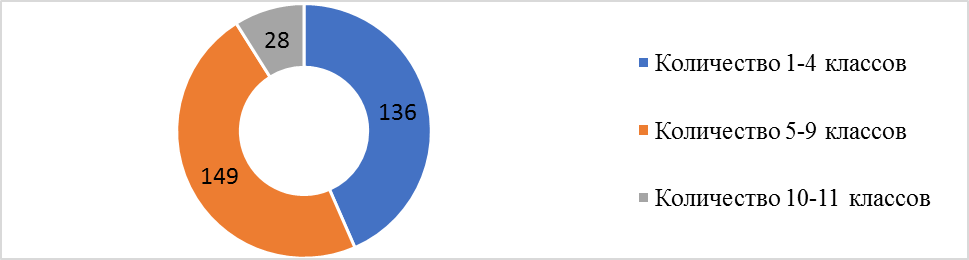 28
136
149
Количество 1-4 классов
Количество 5-9 классов
Количество 10-11 классов